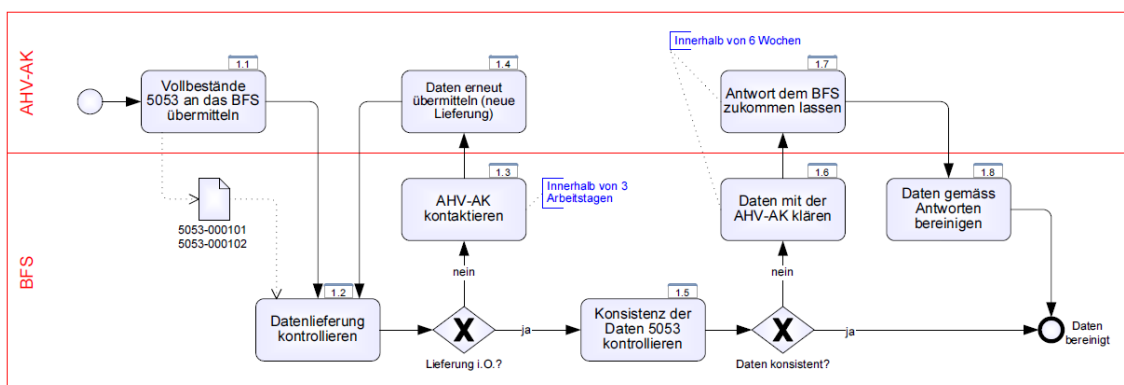 AHV-AK
1.1
Vollbestände
5053 an das BFS
übermitteln
1.4
Daten erneut
übermitteln (neue
Lieferung)
Innerhalb von 6 Wochen
1.7
Antwort dem BFS
zukommen lassen
BFS
5053-000101
5053-000102
1.3
AHV-AK
kontaktieren
Innerhalb von 3
Arbeitstagen
1.6
Daten mit der
AHV-AK klären
1.8
Daten gemäss
Antworten
bereinigen
nein
nein
1.2
Datenlieferung
kontrollieren
Lieferung i.O.?
ja
1.5
Konsistenz der
Daten 5053
kontrollieren
Daten konsistent?
ja
Daten
bereinigt